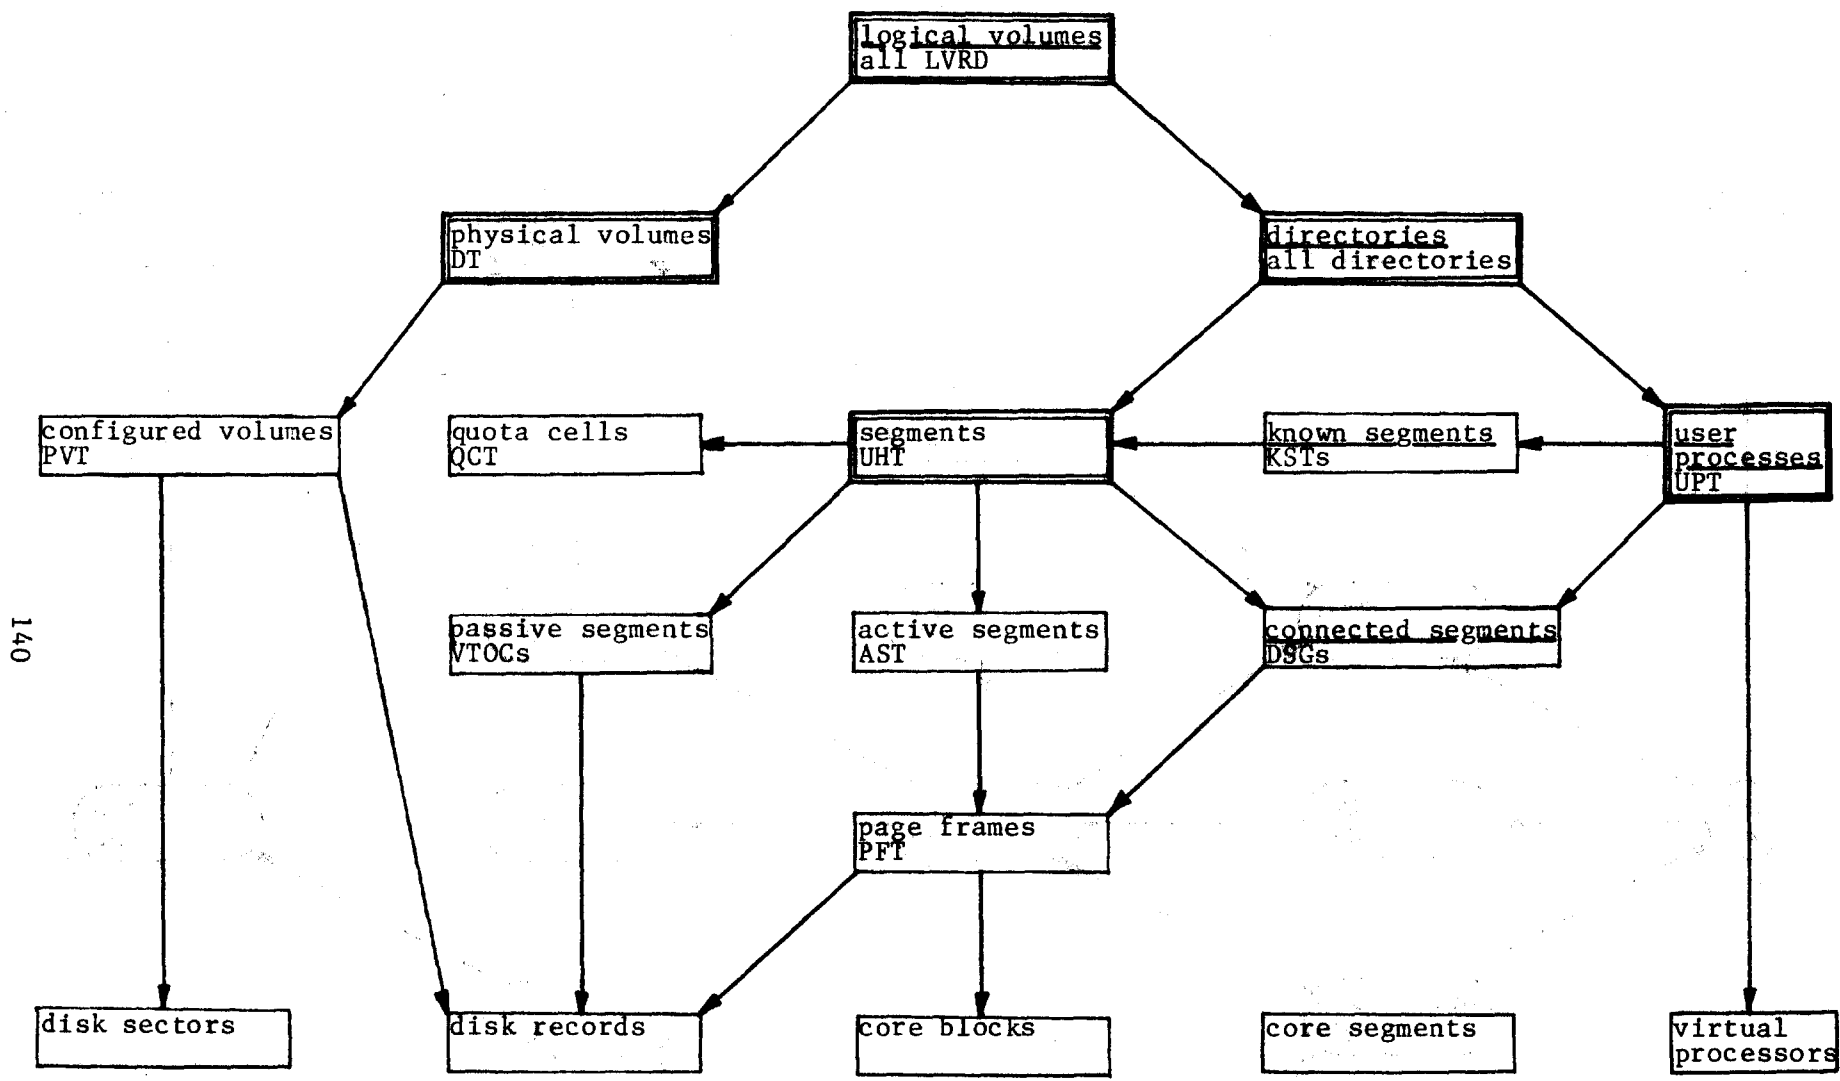 logical volumes
all LVRD
physical volumes
DT
directories
all directories
configured volumes
PVT
quota cells
QCT
segments
UHT
known segments
KSTs
user
processes
UPT
passive segments
VTOCs
active segments
AST
connected segments
DSGs
140
page frames
PFT
disk sectors
disk records
core blocks
core segments
virtual
processors